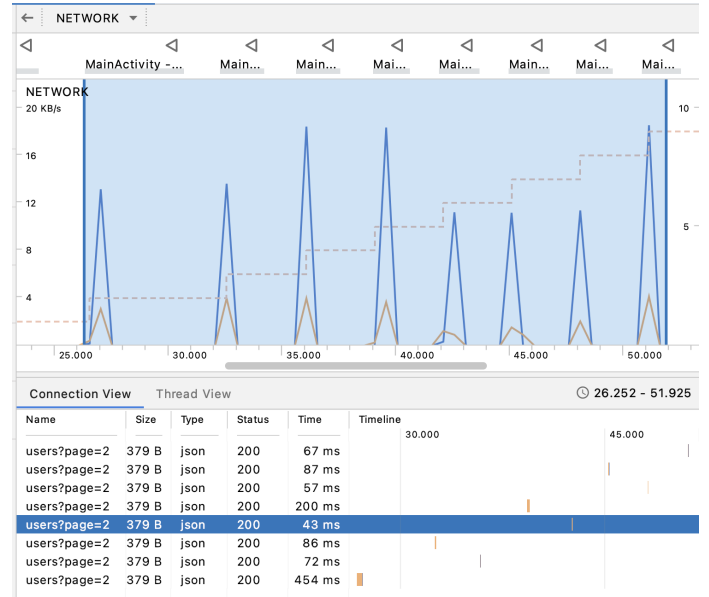 NETWORK
MainActivity -... Main... Main... Mai... Mai... Main... Mai... Mai...
NETWORK
20 KB/s 10
16
12
5
8
4
25.000 30.000 35.000 40.000 45.000 50.000
Connection View Thread View 26.252 - 51.925
Name Size Type Status Time Timeline
30.000 45.000
users?page=2 379 B json 200 67 ms
users?page=2 379 B json 200 87 ms
users?page=2 379 B json 200 57 ms
users?page=2 379 B json 200 200 ms
users?page=2 379 B json 200 43 ms
users?page=2 379 B json 200 86 ms
users?page=2 379 B json 200 72 ms
users?page=2 379 B json 200 454 ms